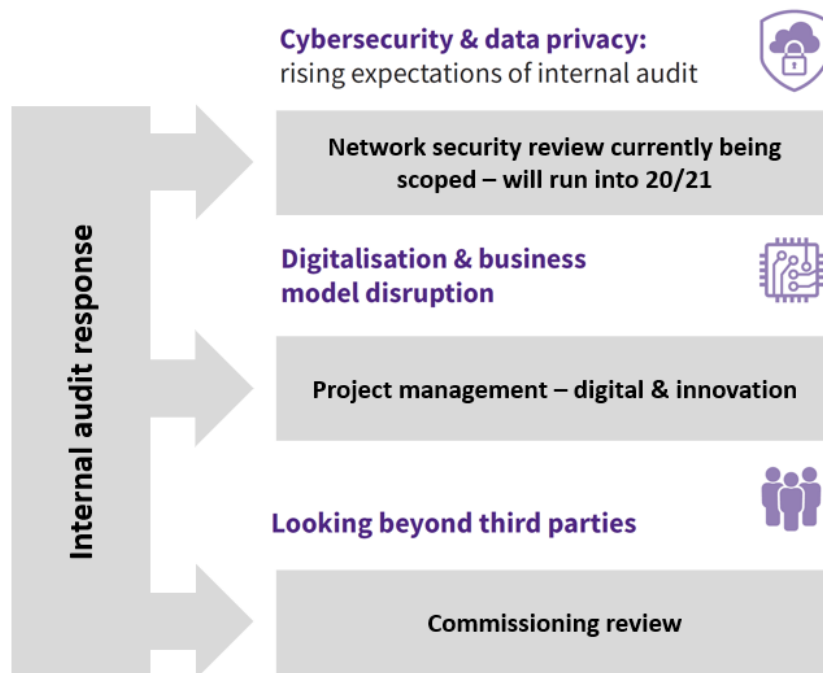 Cybersecurity & data privacy:
rising expectations of internal audit
Internal audit response
Network security review currently being
scoped – will run into 20/21
Digitalisation & business
model disruption
Project management – digital & innovation
Looking beyond third parties
Commissioning review